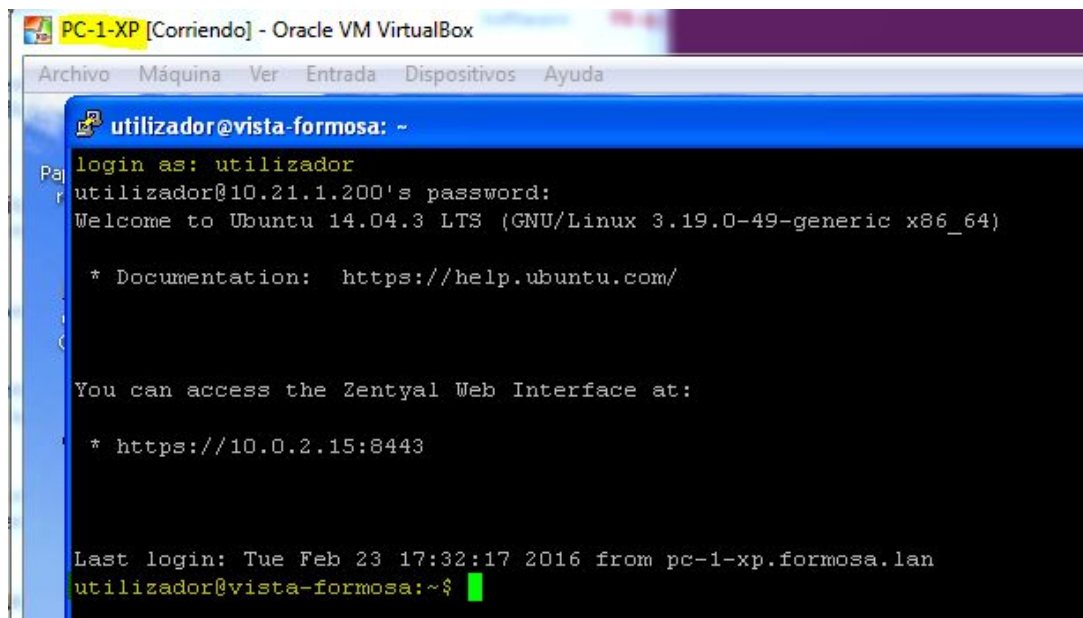 PC-1-XP [Corriendo] - Oracle VM VirtualBox
Archivo Máquina Ver Entrada Dispositivos Ayuda
utilizador@vista-formosa: ~
login as: utilizador
utilizador@10.21.1.200's password:
Welcome to Ubuntu 14.04.3 LTS (GNU/Linux 3.19.0-49-generic x86_64)
* Documentation: https://help.ubuntu.com/
You can access the Zentyal Web Interface at:
* https://10.0.2.15:8443
Last login: Tue Feb 23 17:32:17 2016 from pc-1-xp.formosa.lan
utilizador@vista-formosa:~$